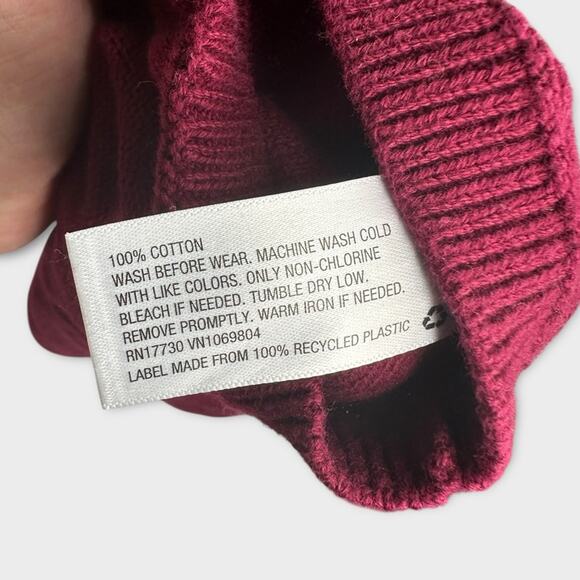 100% COTTON
WASH BEFORE WEAR. MACHINE WASH COLD
WITH LIKE COLORS. ONLY NON-CHLORINE
BLEACH IF NEEDED. TUMBLE DRY LOW.
REMOVE PROMPTLY. WARM IRON IF NEEDED.
RN17730 VN1069804
LABEL MADE FROM 100% RECYCLED PLASTIC